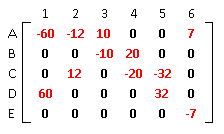 1 2 3 4 5 6
A -60 -12 10 0 0 7
B 0 0 -10 20 0 0
C 0 12 0 -20 -32 0
D 60 0 0 0 32 0
E 0 0 0 0 0 -7